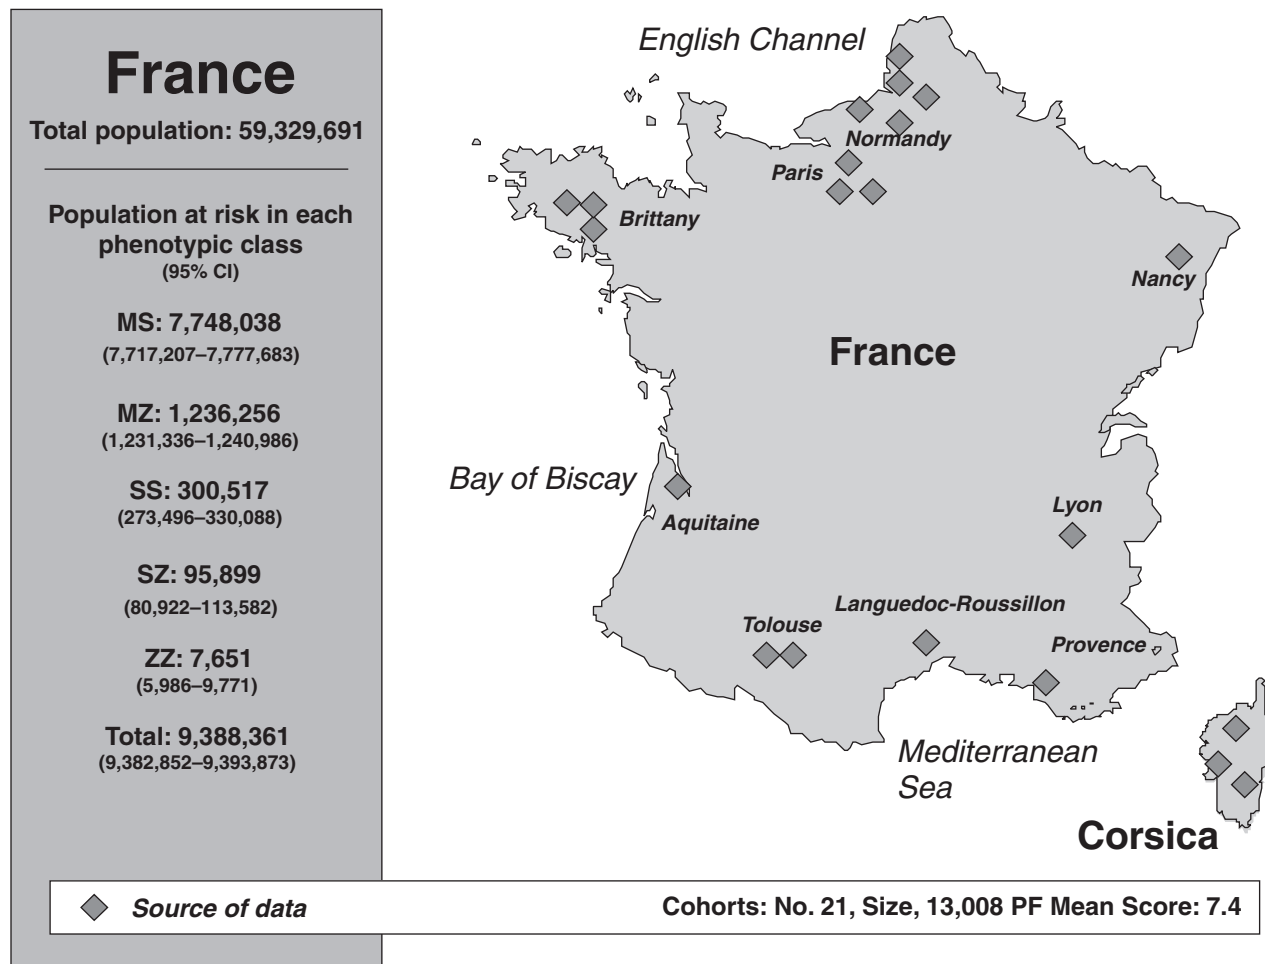 France
Total population: 59,329,691
Population at risk in each
phenotypic class
(95% CI)
MS: 7,748,038
(7,717,207–7,777,683)
MZ: 1,236,256
(1,231,336–1,240,986)
SS: 300,517
(273,496–330,088)
SZ: 95,899
(80,922–113,582)
ZZ: 7,651
(5,986–9,771)
Total: 9,388,361
(9,382,852–9,393,873)
English Channel
Normandy
Paris
Brittany
Nancy
France
Bay of Biscay
Aquitaine
Lyon
Languedoc-Roussillon
Tolouse
Provence
Mediterranean
Sea
Corsica
Source of data
Cohorts: No. 21, Size, 13,008 PF Mean Score: 7.4